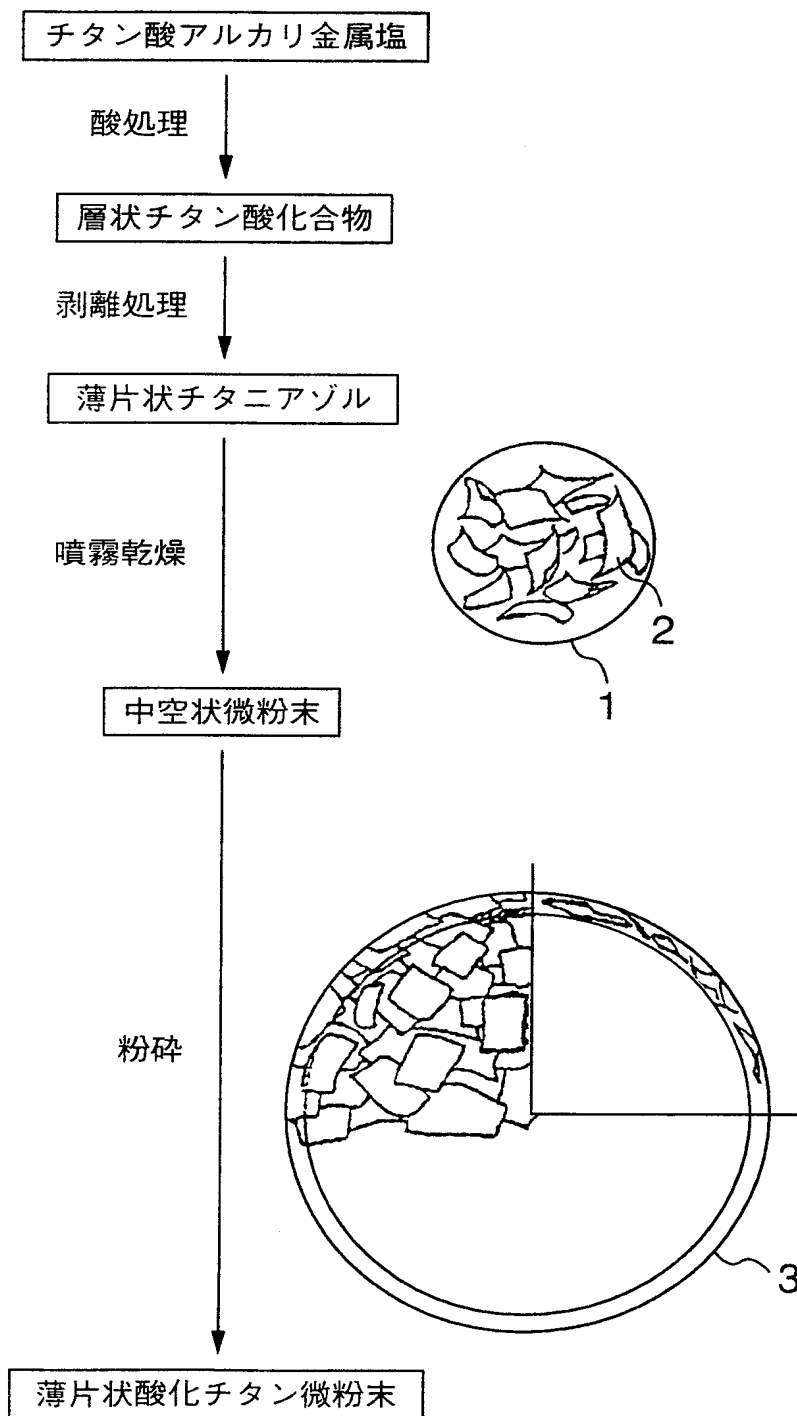 チタン酸アルカリ金属塩
酸処理
層状チタン酸化合物
剥離処理
薄片状チタニアゾル
噴霧乾燥
2
1
中空状微粉末
粉砕
3
薄片状酸化チタン微粉末